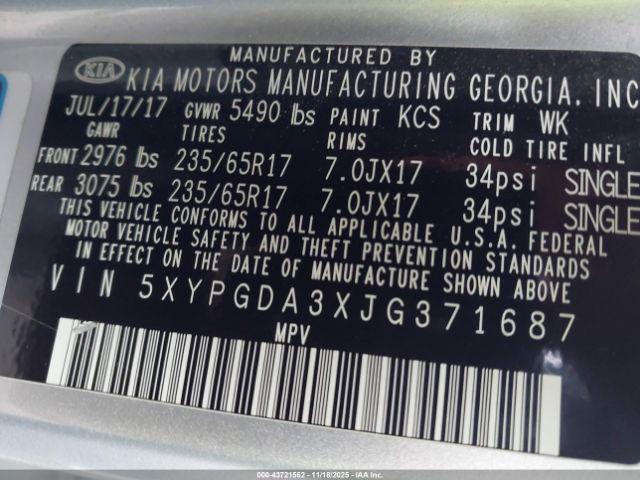 MANUFACTURED BY
KIA KIA MOTORS MANUFACTURING GEORGIA, INC
JUL/17/17 GVWR 5490 lbs PAINT KCS TRIM WK
GAWR TIRES RIMS COLD TIRE INFL
FRONT 2976 lbs 235/65R17 7.0JX17 34psi SINGLE
REAR 3075 lbs 235/65R17 7.0JX17 34psi SINGLE
THIS VEHICLE CONFORMS TO ALL APPLICABLE U.S.A. FEDERAL
MOTOR VEHICLE SAFETY AND THEFT PREVENTION STANDARDS
IN EFFECT ON THE DATE OF MANUFACTURE SHOWN ABOVE
VIN 5XYPGDA3XJG371687
MPV
000-43721562 - 11/18/2025 - IAA Inc.